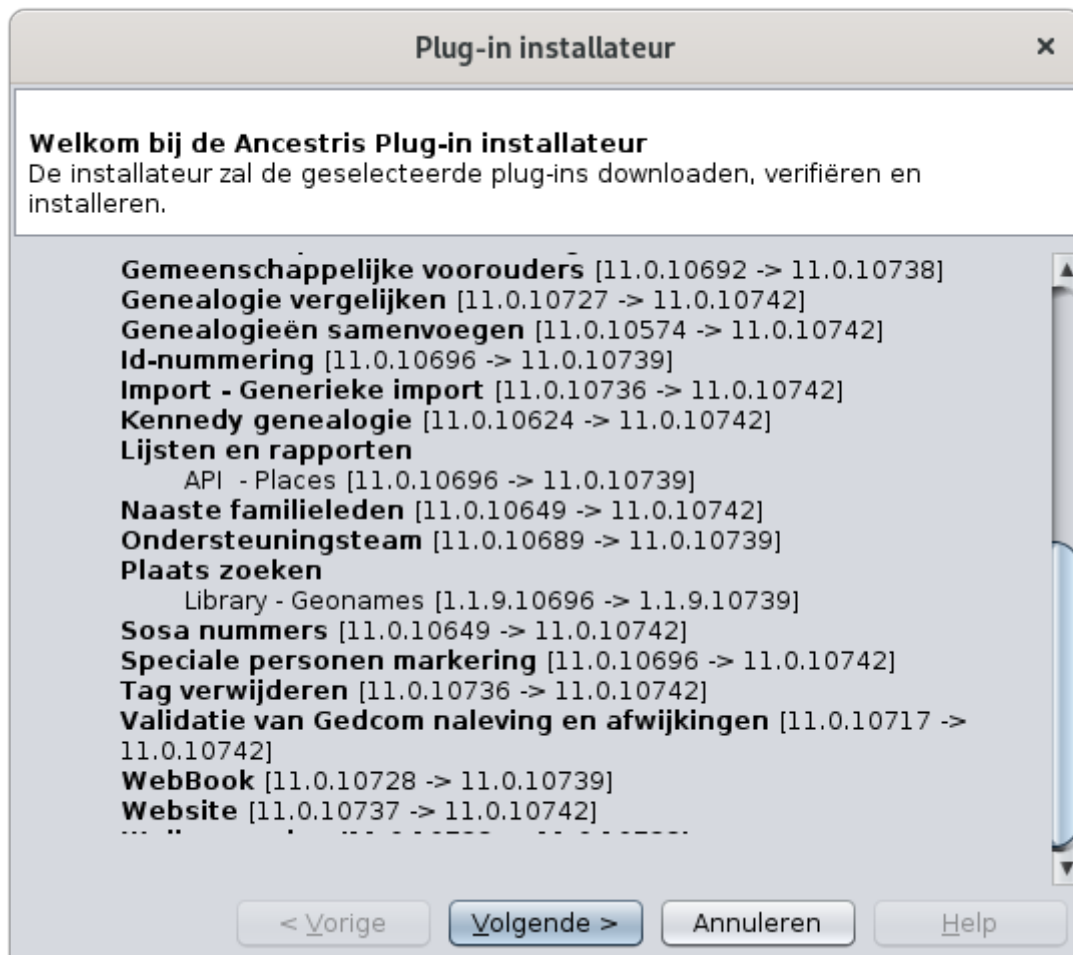 Plug-in installateur
Welkom bij de Ancestris Plug-in installateur
De installateur zal de geselecteerde plug-ins downloaden, verifiëren en
installeren.
Gemeenschappelijke voorouders [11.0.10692 -> 11.0.10738]
Genealogie vergelijken [11.0.10727 -> 11.0.10742]
Genealogieën samenvoegen [11.0.10574 -> 11.0.10742]
Id-nummering [11.0.10696 -> 11.0.10739]
Import - Generieke import [11.0.10736 -> 11.0.10742]
Kennedy genealogie [11.0.10624 -> 11.0.10742]
Lijsten en rapporten
API - Places [11.0.10696 -> 11.0.10739]
Naaste familieleden [11.0.10649 -> 11.0.10742]
Ondersteuningsteam [11.0.10689 -> 11.0.10739]
Plaats zoeken
Library - Geonames [1.1.9.10696 -> 1.1.9.10739]
Sosa nummers [11.0.10649 -> 11.0.10742]
Speciale personen markering [11.0.10696 -> 11.0.10742]
Tag verwijderen [11.0.10736 -> 11.0.10742]
Validatie van Gedcom naleving en afwijkingen [11.0.10717 ->
11.0.10742]
WebBook [11.0.10728 -> 11.0.10739]
Website [11.0.10737 -> 11.0.10742]
< Vorige
Volgende >
Annuleren
Help